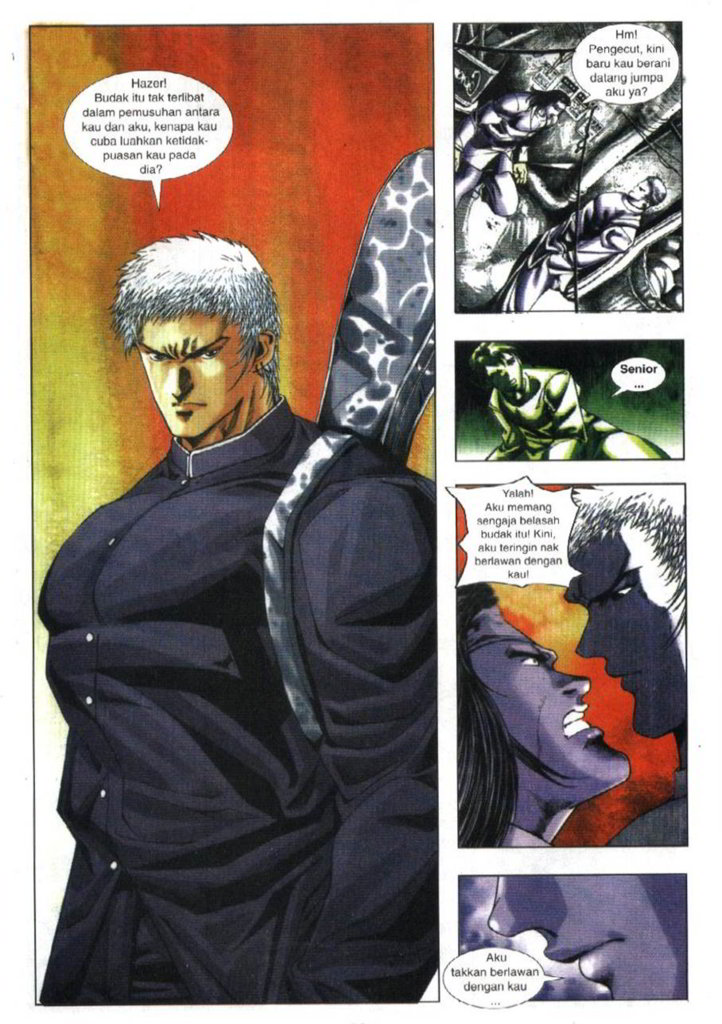 Hazer!
Budak itu tak terlibat
dalam pemusuhan antara
kau dan aku, kenapa kau
cuba luahkan ketidak-
puasan kau pada
dia?
Hm!
Pengecut, kini
baru kau berani
datang jumpa
aku ya?
Senior
...
Yalah!
Aku memang
sengaja belasah
budak itu! Kini,
aku teringin nak
berlawan dengan
kau!
Aku
takkan berlawan
dengan kau
...